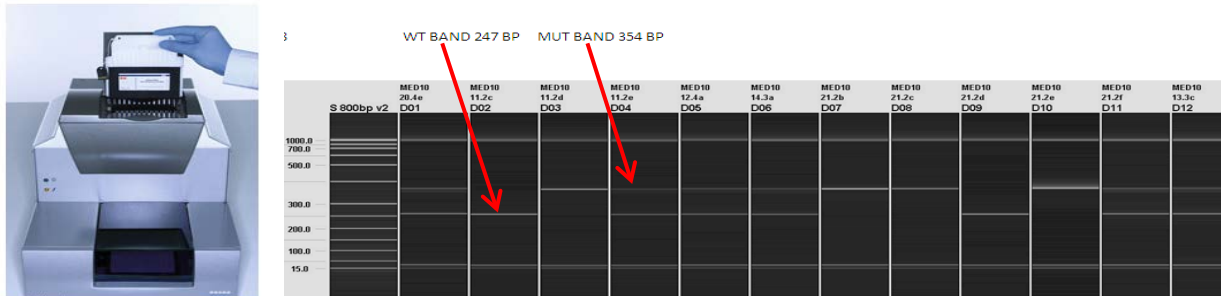 3
WT BAND 247 BP MUT BAND 354 BP
MED10 MED10 MED10 MED10 MED10 MED10 MED10 MED10 MED10 MED10 MED10 MED10
20.4e 11.2c 11.2d 11.2e 12.4a 14.3a 21.2b 21.2c 21.2d 21.2e 21.2f 13.3c
S 800bp v2 D01 D02 D03 D04 D05 D06 D07 D08 D09 D10 D11 D12
1000.0
700.0
500.0
300.0
200.0
100.0
15.0